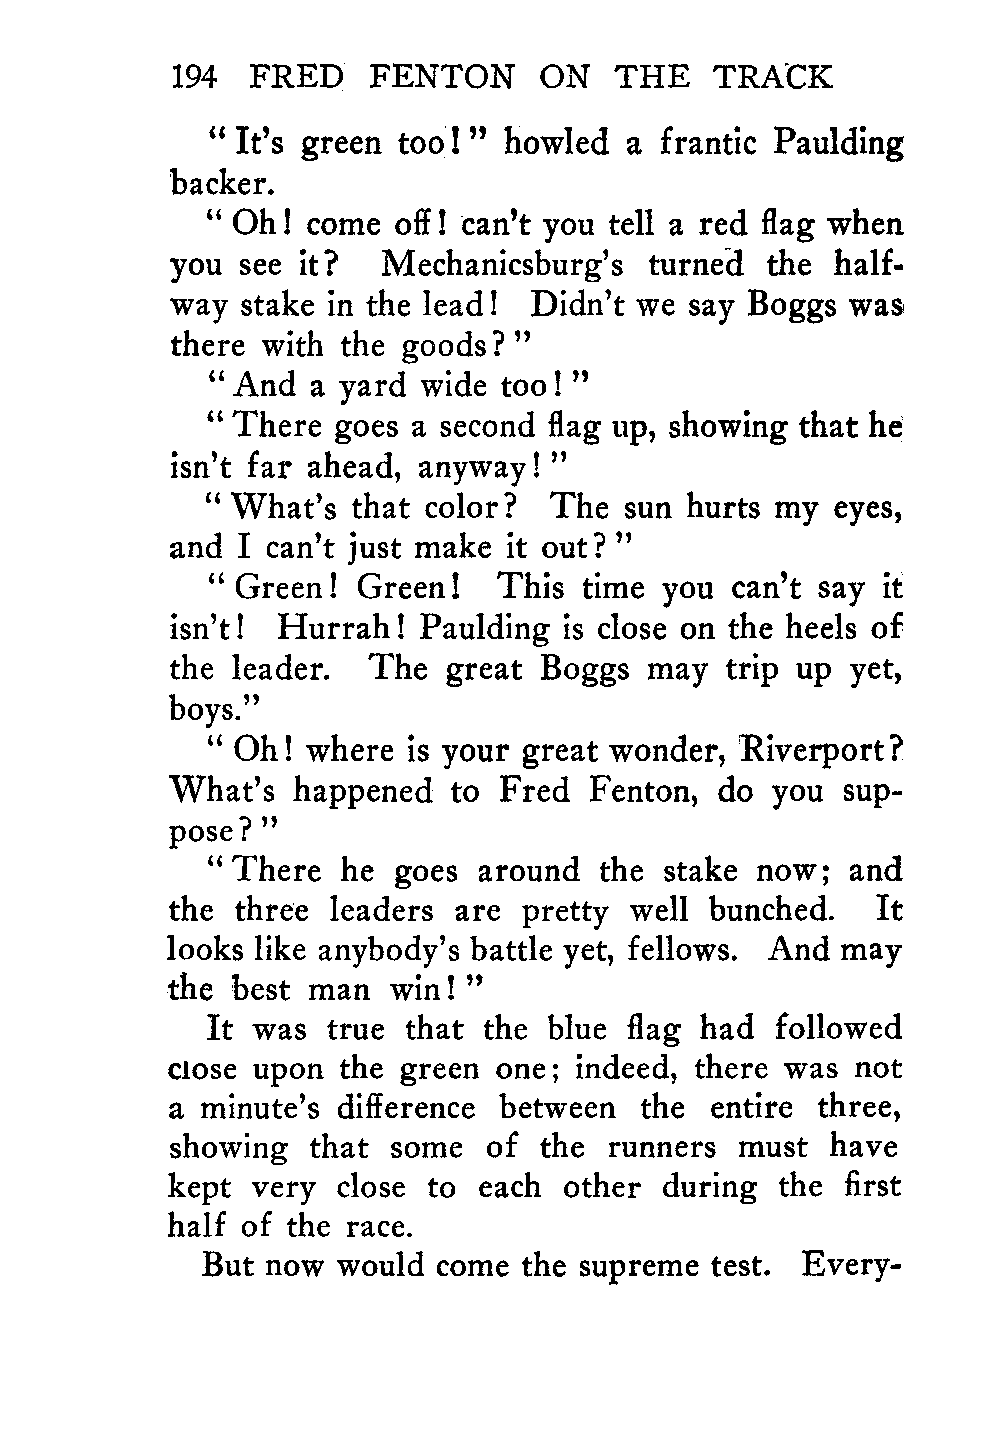 194 FRED FENTON ON THE TRACK
“ It’s green too! ” howled a frantic Paulding
backer.
“ Oh! come off! can’t you tell a red flag when
you see it? Mechanicsburg’s turned the half-
way stake in the lead! Didn’t we say Boggs was
there with the goods? ”
“ And a yard wide too! ”
“ There goes a second flag up, showing that he
isn’t far ahead, anyway! ”
“ What’s that color? The sun hurts my eyes,
and I can’t just make it out? ”
“ Green! Green! This time you can’t say it
isn’t! Hurrah! Paulding is close on the heels of
the leader. The great Boggs may trip up yet,
boys.”
“ Oh! where is your great wonder, Riverport?
What’s happened to Fred Fenton, do you sup-
pose? ”
“ There he goes around the stake now; and
the three leaders are pretty well bunched. It
looks like anybody’s battle yet, fellows. And may
the best man win! ”
It was true that the blue flag had followed
close upon the green one; indeed, there was not
a minute’s difference between the entire three,
showing that some of the runners must have
kept very close to each other during the first
half of the race.
But now would come the supreme test. Every-